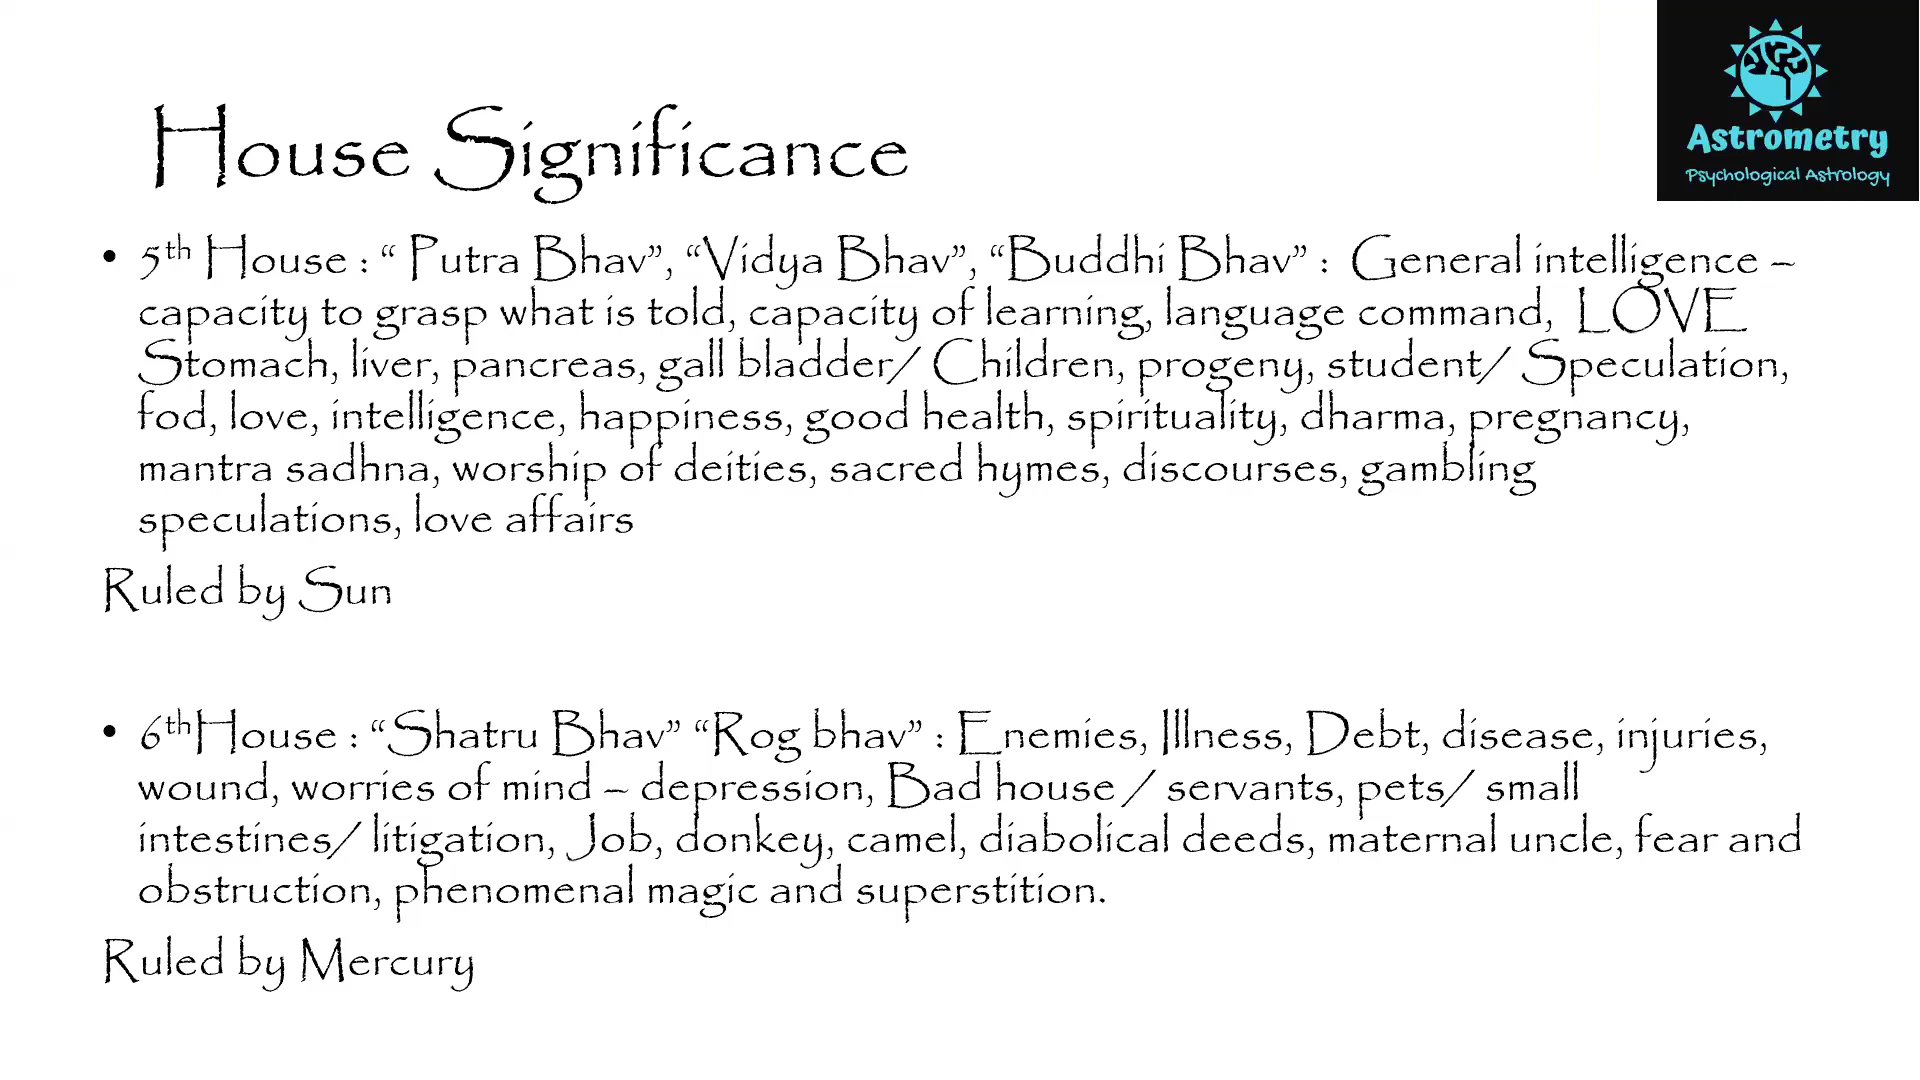 Astrometry
Psychological Astrology
House Significance
• 5th House : “ Putra Bhav”, “Vidya Bhav”, “Buddhi Bhav” : General intelligence –
capacity to grasp what is told, capacity of learning, language command, LOVE
Stomach, liver, pancreas, gall bladder/ Children, progeny, student/ Speculation,
fod, love, intelligence, happiness, good health, spirituality, dharma, pregnancy,
mantra sadhna, worship of deities, sacred hymes, discourses, gambling
speculations, love affairs
Ruled by Sun
• 6thHouse : “Shatru Bhav” “Rog bhav” : Enemies, Illness, Debt, disease, injuries,
wound, worries of mind – depression, Bad house / servants, pets/ small
intestines/ litigation, Job, donkey, camel, diabolical deeds, maternal uncle, fear and
obstruction, phenomenal magic and superstition.
Ruled by Mercury